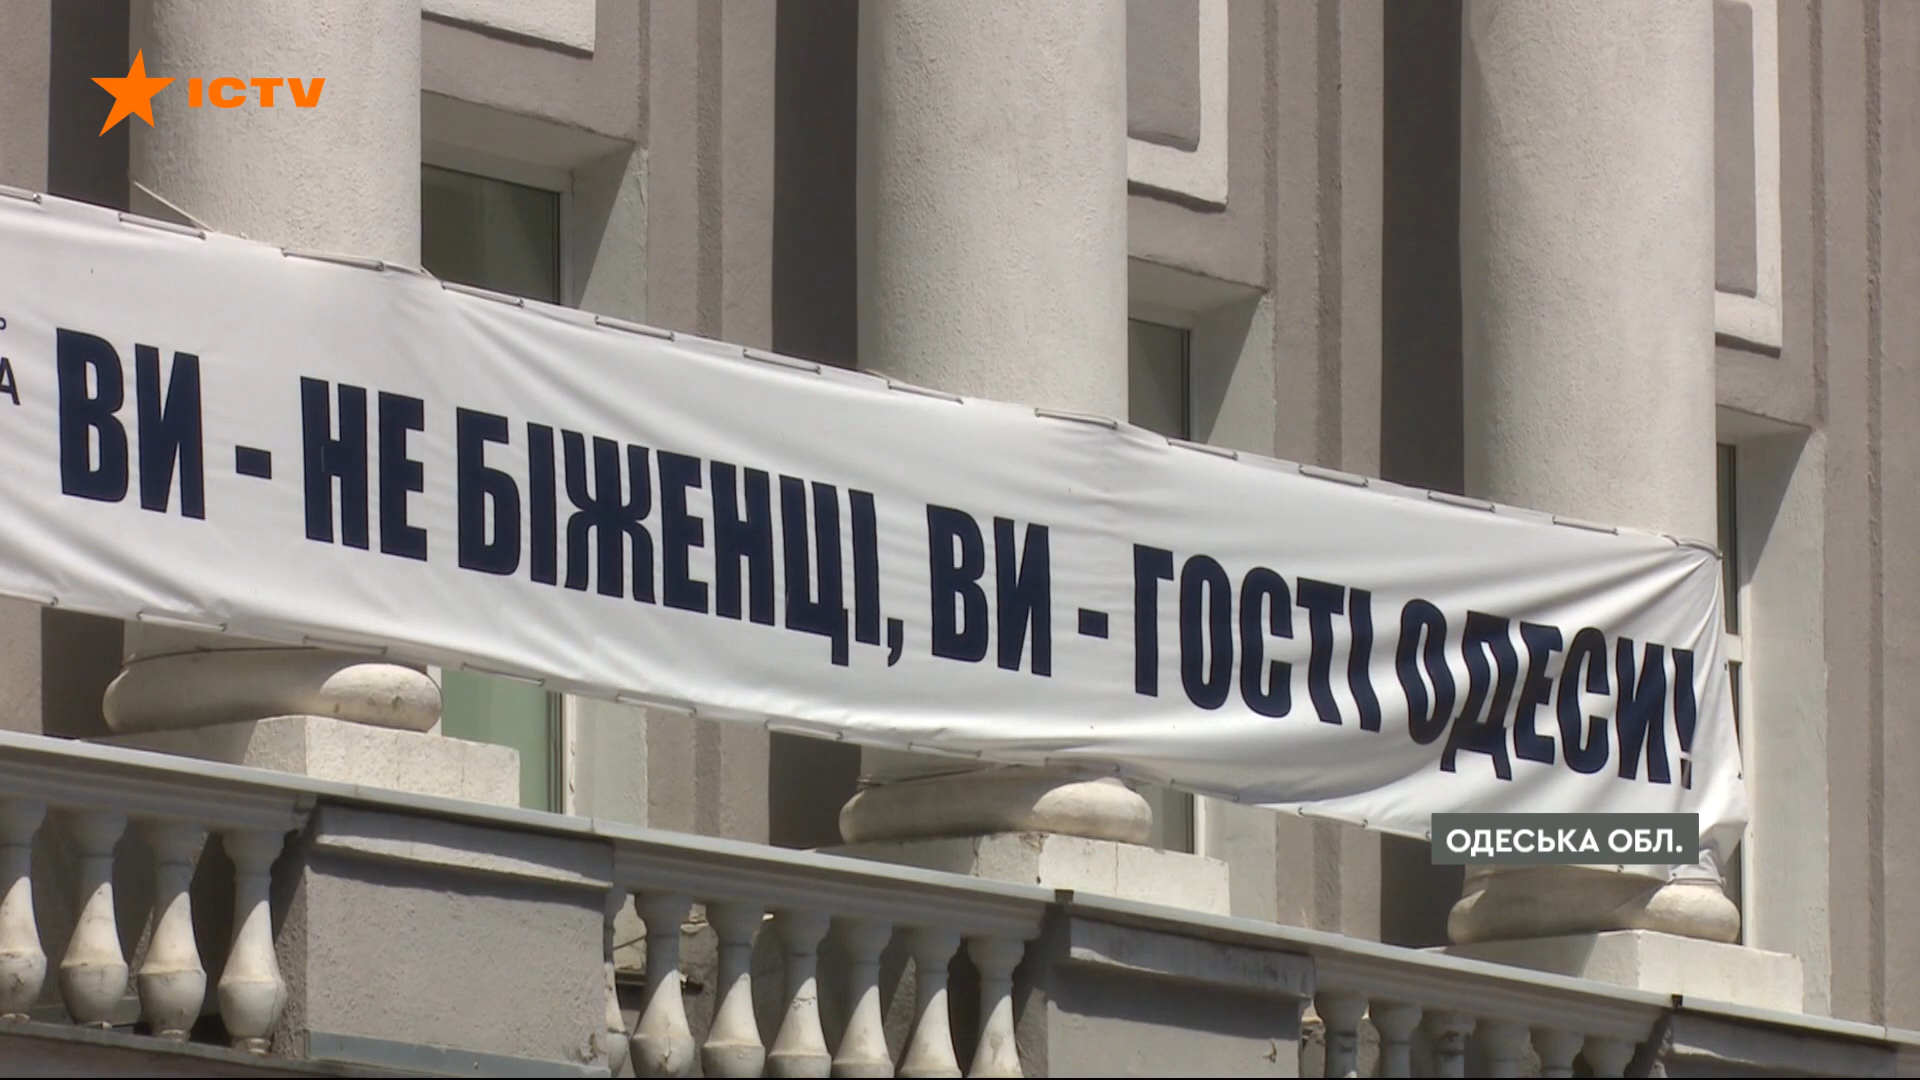 ICTV
ВИ - НЕ БІЖЕНЦІ, ВИ - ГОСТІ ОДЕСИ!
ОДЕСЬКА ОБЛ.